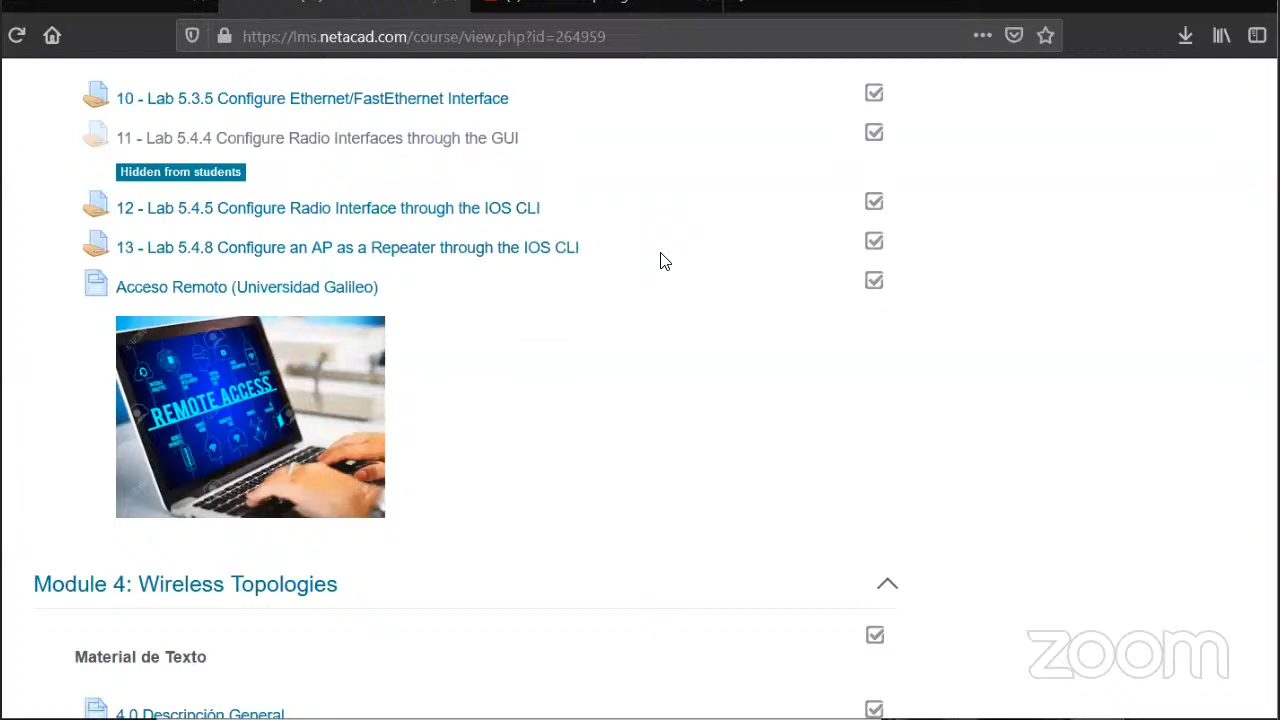 https://lms.netacad.com/course/view.php?id=264959
10 - Lab 5.3.5 Configure Ethernet/FastEthernet Interface
11 - Lab 5.4.4 Configure Radio Interfaces through the GUI
Hidden from students
12 - Lab 5.4.5 Configure Radio Interface through the IOS CLI
13 - Lab 5.4.8 Configure an AP as a Repeater through the IOS CLI
Acceso Remoto (Universidad Galileo)
REMOTE ACCESS
Module 4: Wireless Topologies
Material de Texto
zoom
4.0 Descripción General